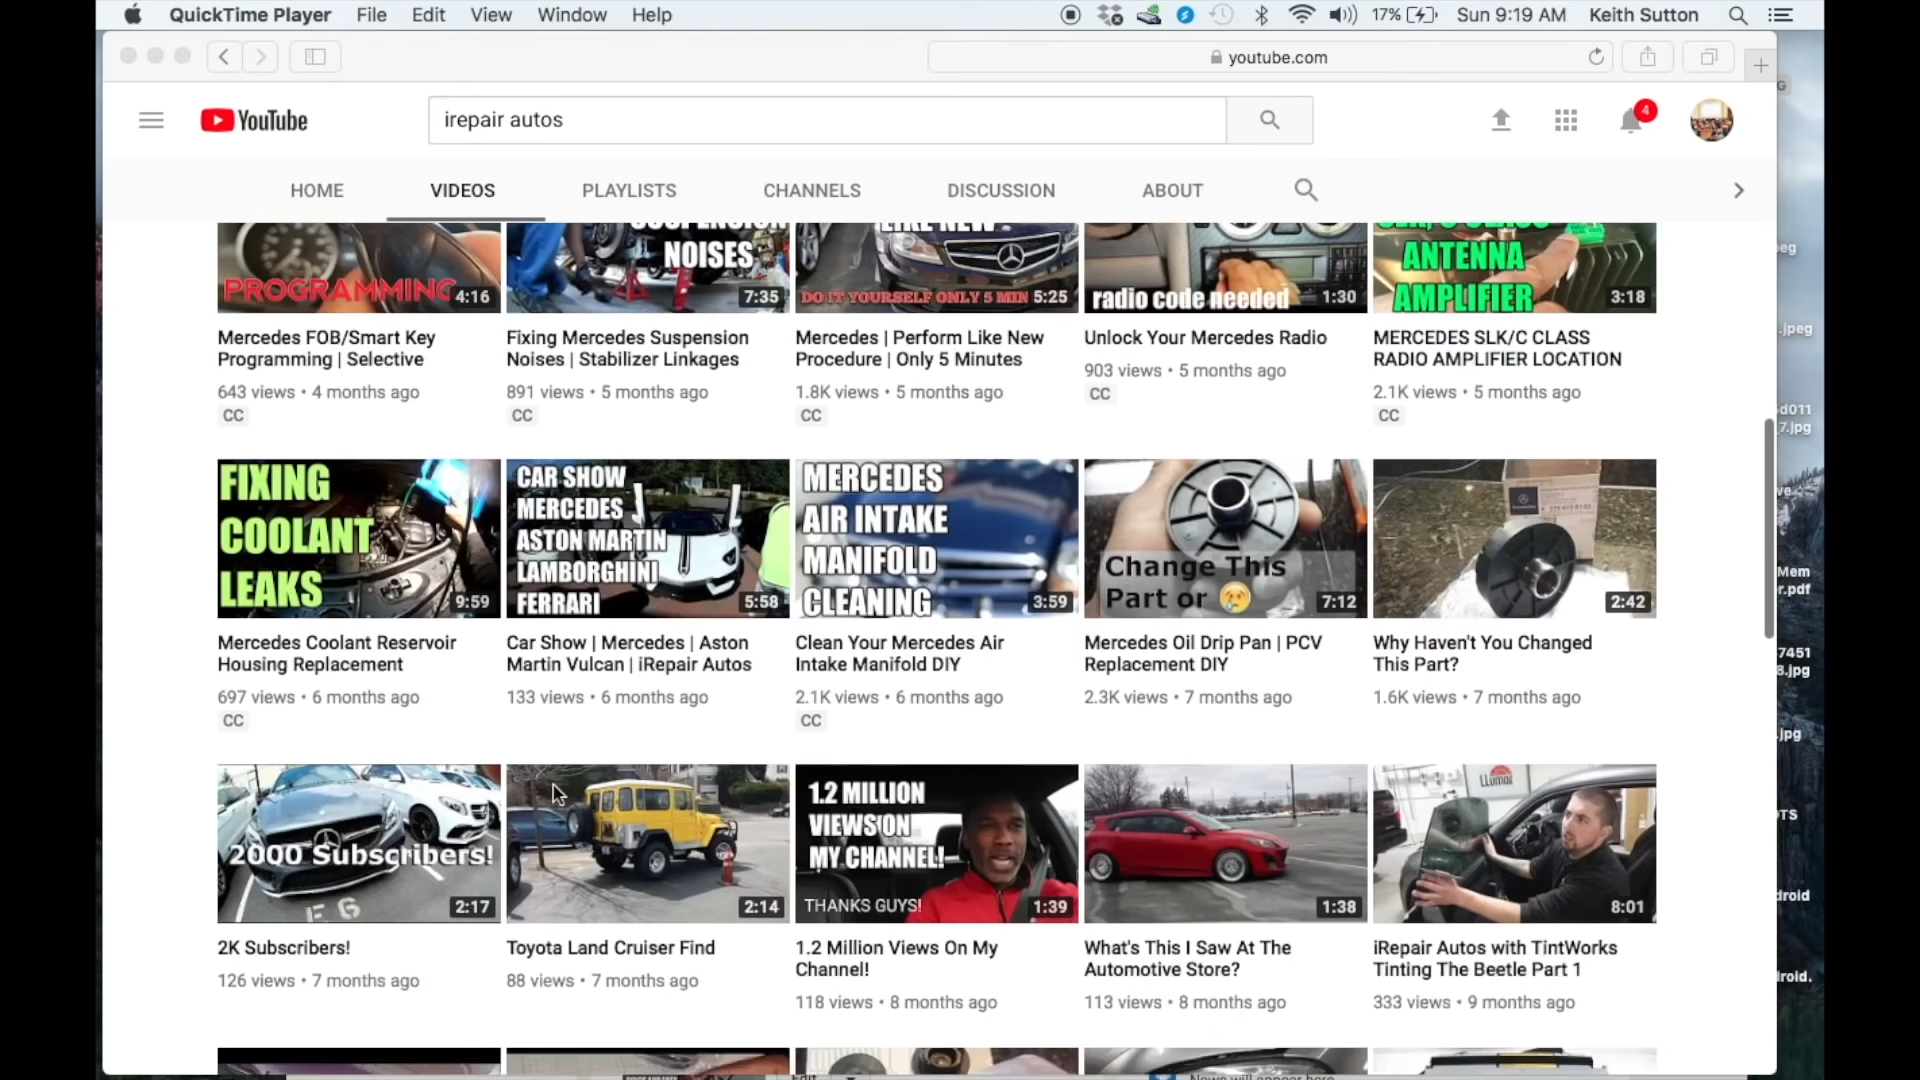 QuickTime Player File Edit View Window Help 17% Sun 9:19 AM Keith Sutton
youtube.com
YouTube irepair autos 4
HOME VIDEOS PLAYLISTS CHANNELS DISCUSSION ABOUT
PROGRAMMING 4:16
NOISES 7:35
LIKE NEW
DO IT YOURSELF ONLY 5 MIN 5:25
radio code needed 1:30
ANTENNA
AMPLIFIER 3:18
Mercedes FOB/Smart Key
Programming | Selective
643 views • 4 months ago
CC
Fixing Mercedes Suspension
Noises | Stabilizer Linkages
891 views • 5 months ago
CC
Mercedes | Perform Like New
Procedure | Only 5 Minutes
1.8K views • 5 months ago
CC
Unlock Your Mercedes Radio
903 views • 5 months ago
CC
MERCEDES SLK/C CLASS
RADIO AMPLIFIER LOCATION
2.1K views • 5 months ago
CC
FIXING
COOLANT
LEAKS 9:59
CAR SHOW
MERCEDES
ASTON MARTIN
LAMBORGHINI
FERRARI 5:58
MERCEDES
AIR INTAKE
MANIFOLD
CLEANING 3:59
Change This
Part or 7:12
2:42
Mercedes Coolant Reservoir
Housing Replacement
697 views • 6 months ago
CC
Car Show | Mercedes | Aston
Martin Vulcan | iRepair Autos
133 views • 6 months ago
Clean Your Mercedes Air
Intake Manifold DIY
2.1K views • 6 months ago
CC
Mercedes Oil Drip Pan | PCV
Replacement DIY
2.3K views • 7 months ago
Why Haven't You Changed
This Part?
1.6K views • 7 months ago
2000 Subscribers!
E6 2:17
2:14
1.2 MILLION
VIEWS ON
MY CHANNEL!
THANKS GUYS! 1:39
1:38
LLumar
8:01
2K Subscribers!
126 views • 7 months ago
Toyota Land Cruiser Find
88 views • 7 months ago
1.2 Million Views On My
Channel!
118 views • 8 months ago
What's This I Saw At The
Automotive Store?
113 views • 8 months ago
iRepair Autos with TintWorks
Tinting The Beetle Part 1
333 views • 9 months ago
.jpeg
7.jpg
r.pdf
7451
8.jpg
.jpg